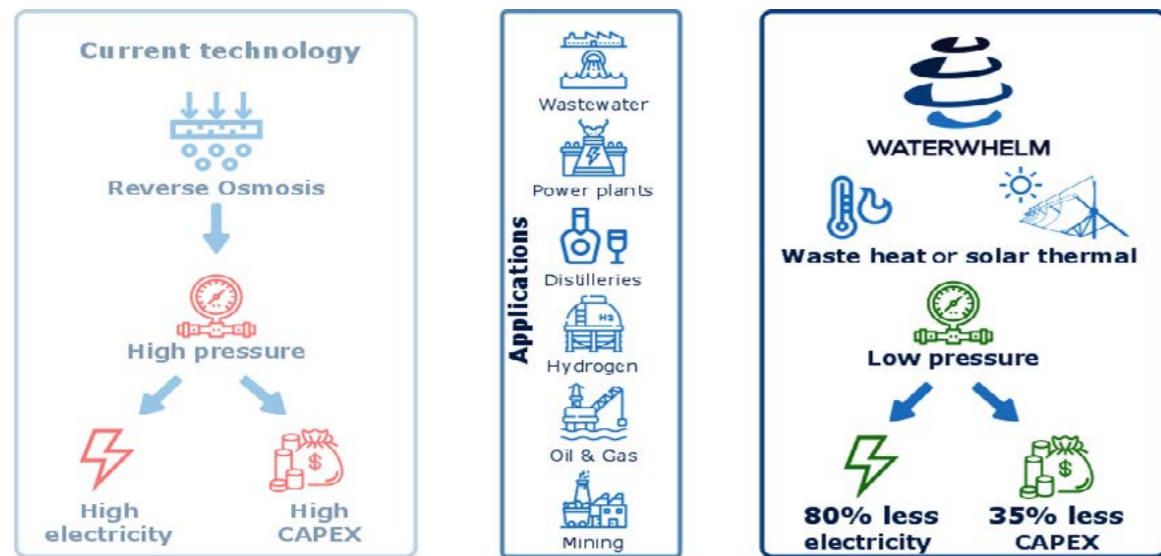 Current technology
Reverse Osmosis
High pressure
High
electricity
High
CAPEX
$
Applications
Wastewater
Power plants
Distilleries
H2
Hydrogen
Oil & Gas
Mining
WATERWHELM
Waste heat or solar thermal
Low pressure
80% less
electricity
35% less
CAPEX
$